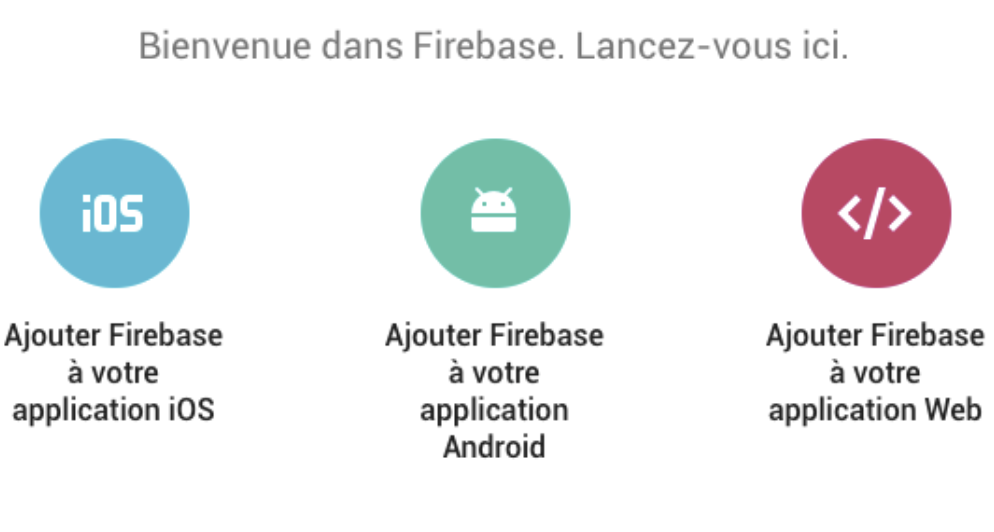 Bienvenue dans Firebase. Lancez-vous ici.
iOS
</>
Ajouter Firebase
à votre
application iOS
Ajouter Firebase
à votre
application
Android
Ajouter Firebase
à votre
application Web